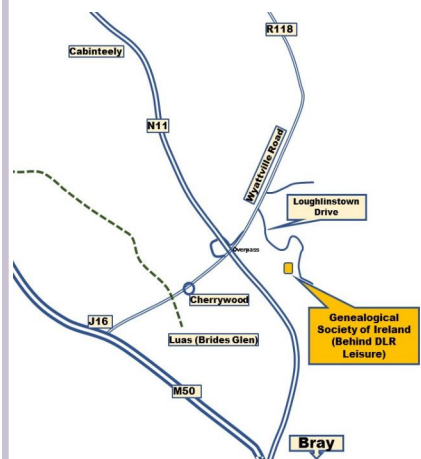 R118
Cabinteely
N11
Wyattville Road
Loughlinstown
Drive
Overpass
Cherrywood
Genealogical
Society of Ireland
(Behind DLR
Leisure)
J16
Luas (Brides Glen)
M50
Bray